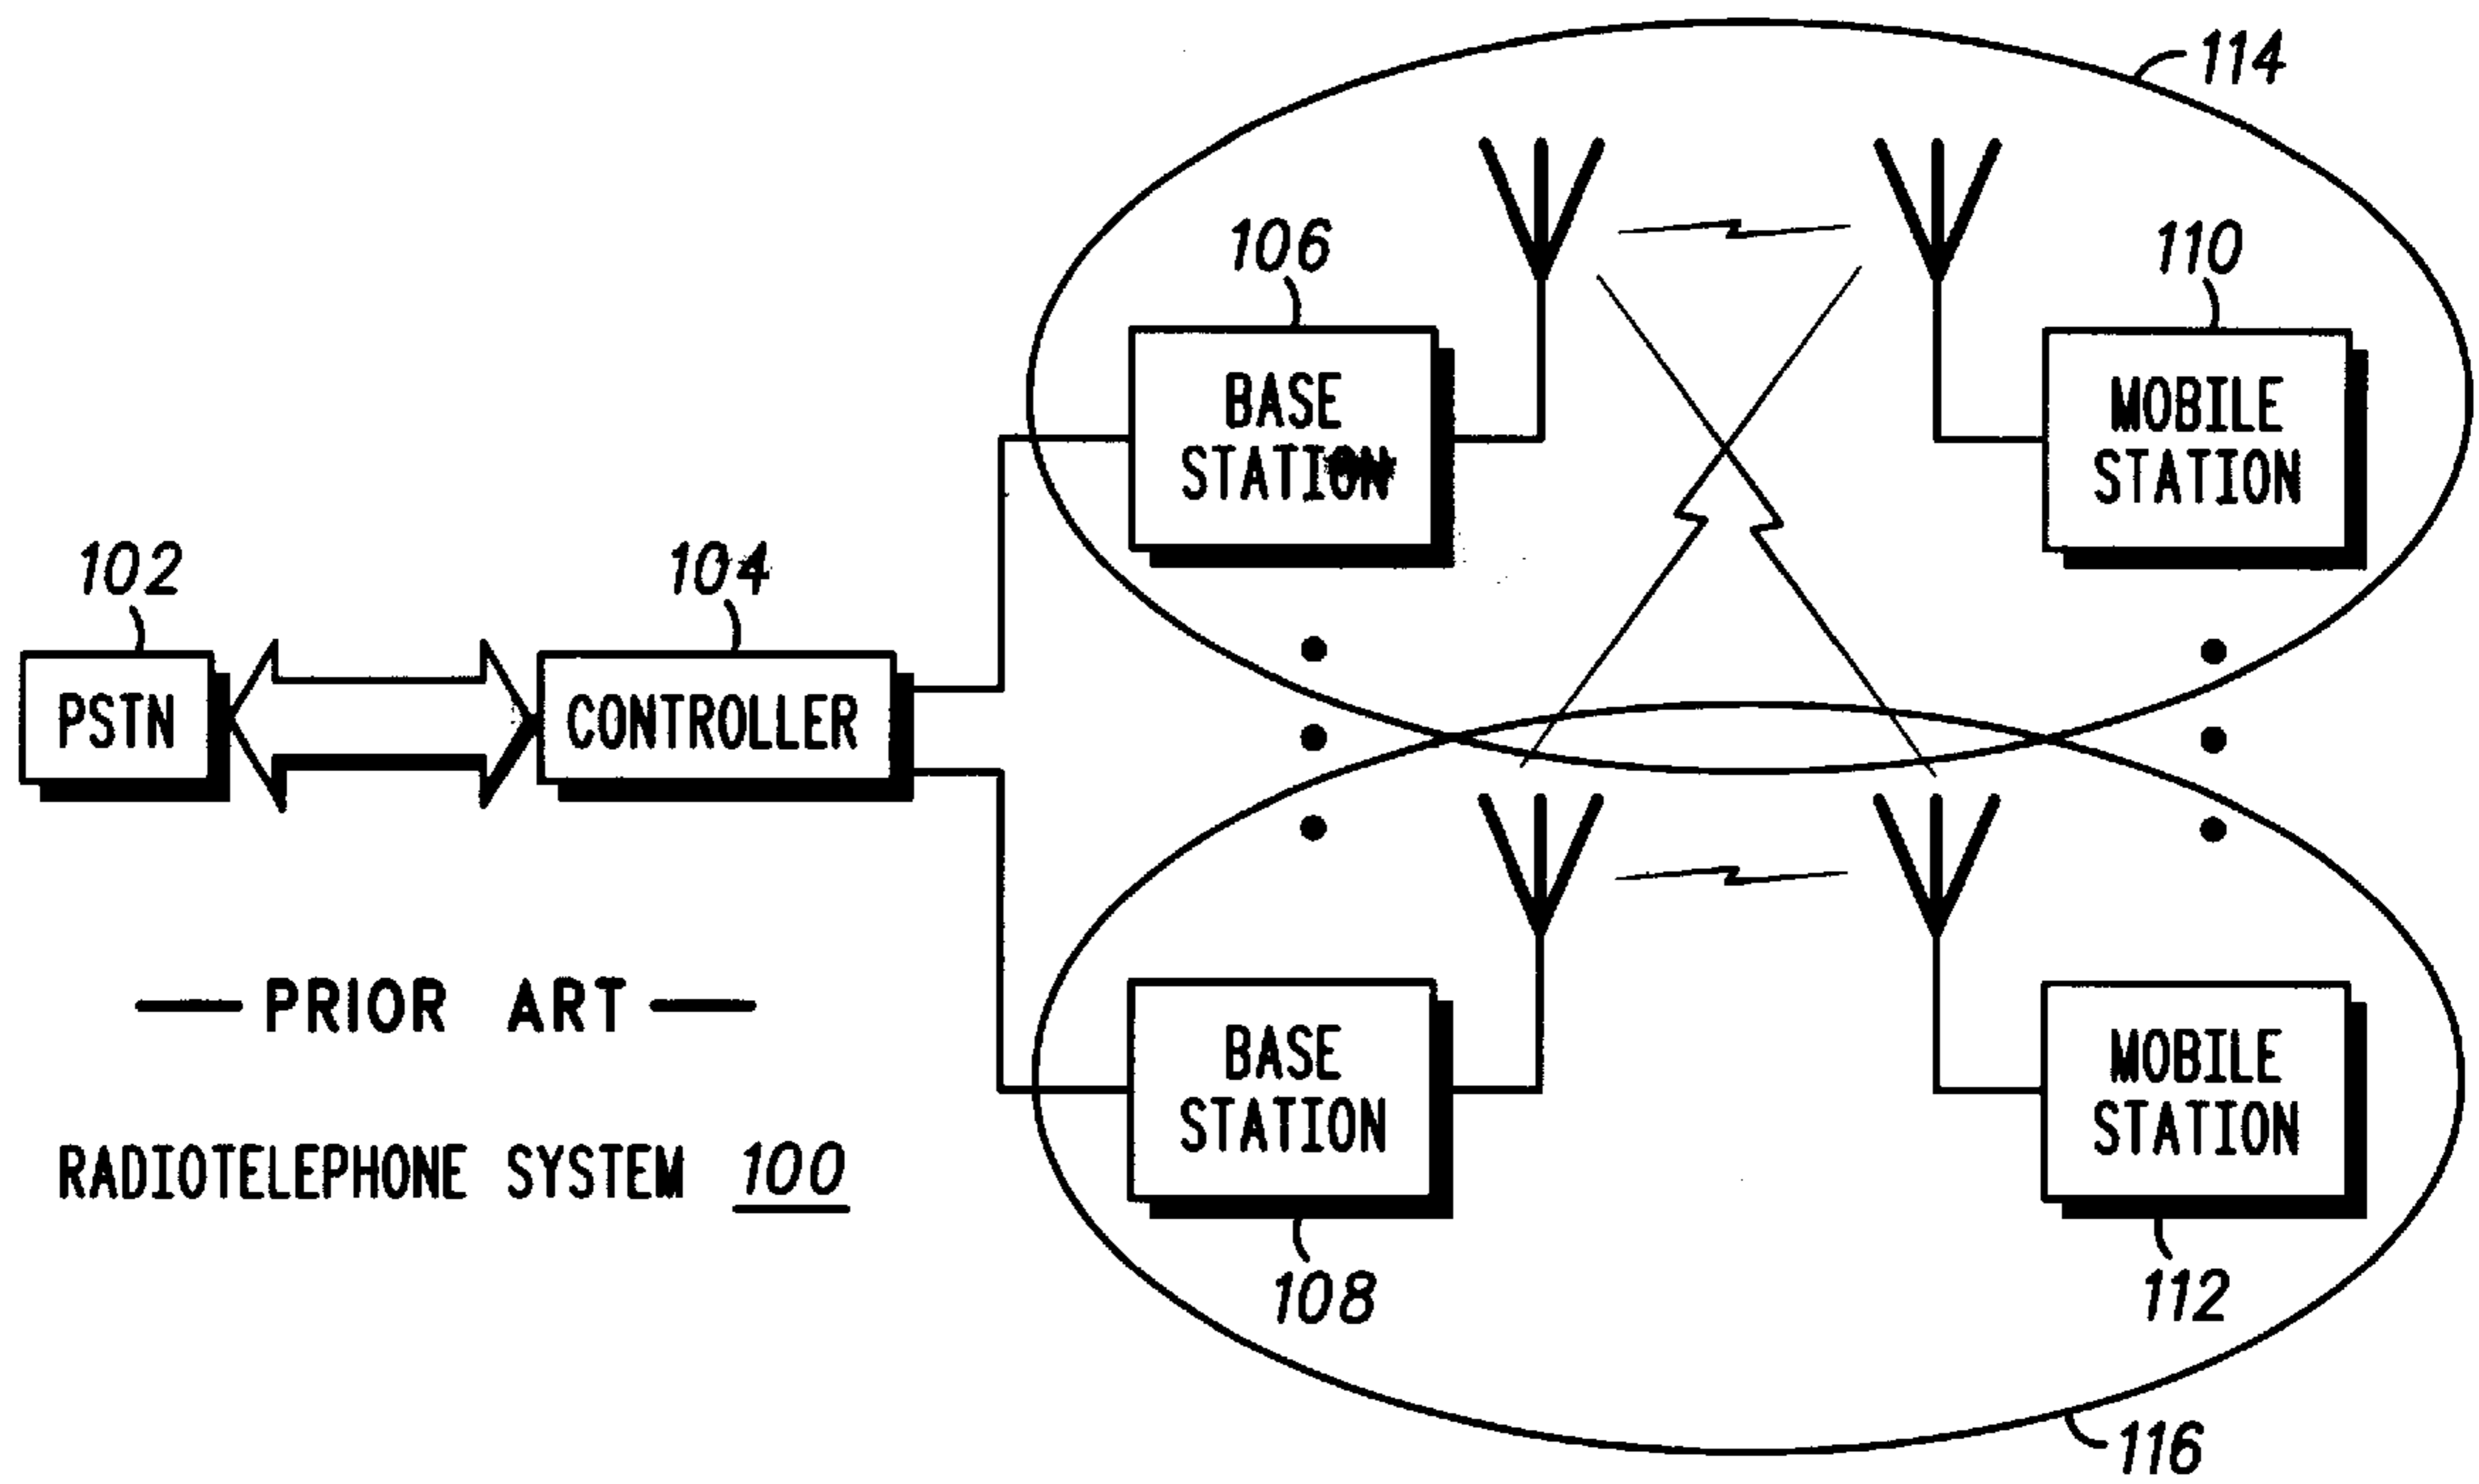 114
106
110
BASE
STATION
MOBILE
STATION
102
104
PSTN
CONTROLLER
— PRIOR ART —
RADIOTELEPHONE SYSTEM 100
BASE
STATION
MOBILE
STATION
108
112
116